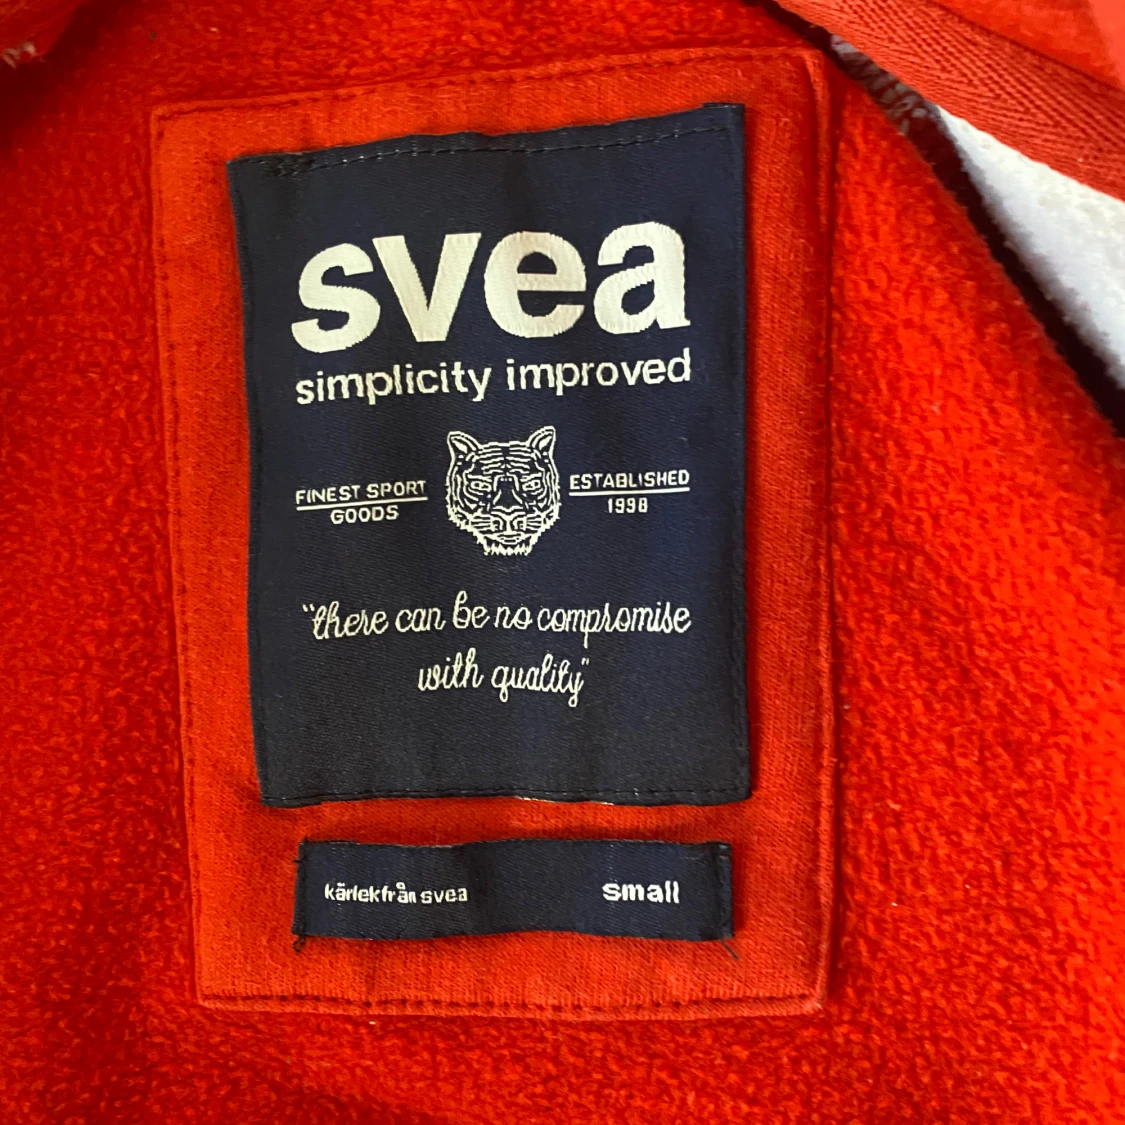 svea
simplicity improved
FINEST SPORT
GOODS
ESTABLISHED
1998
"there can be no compromise
with quality"
kärlekfrån svea
small